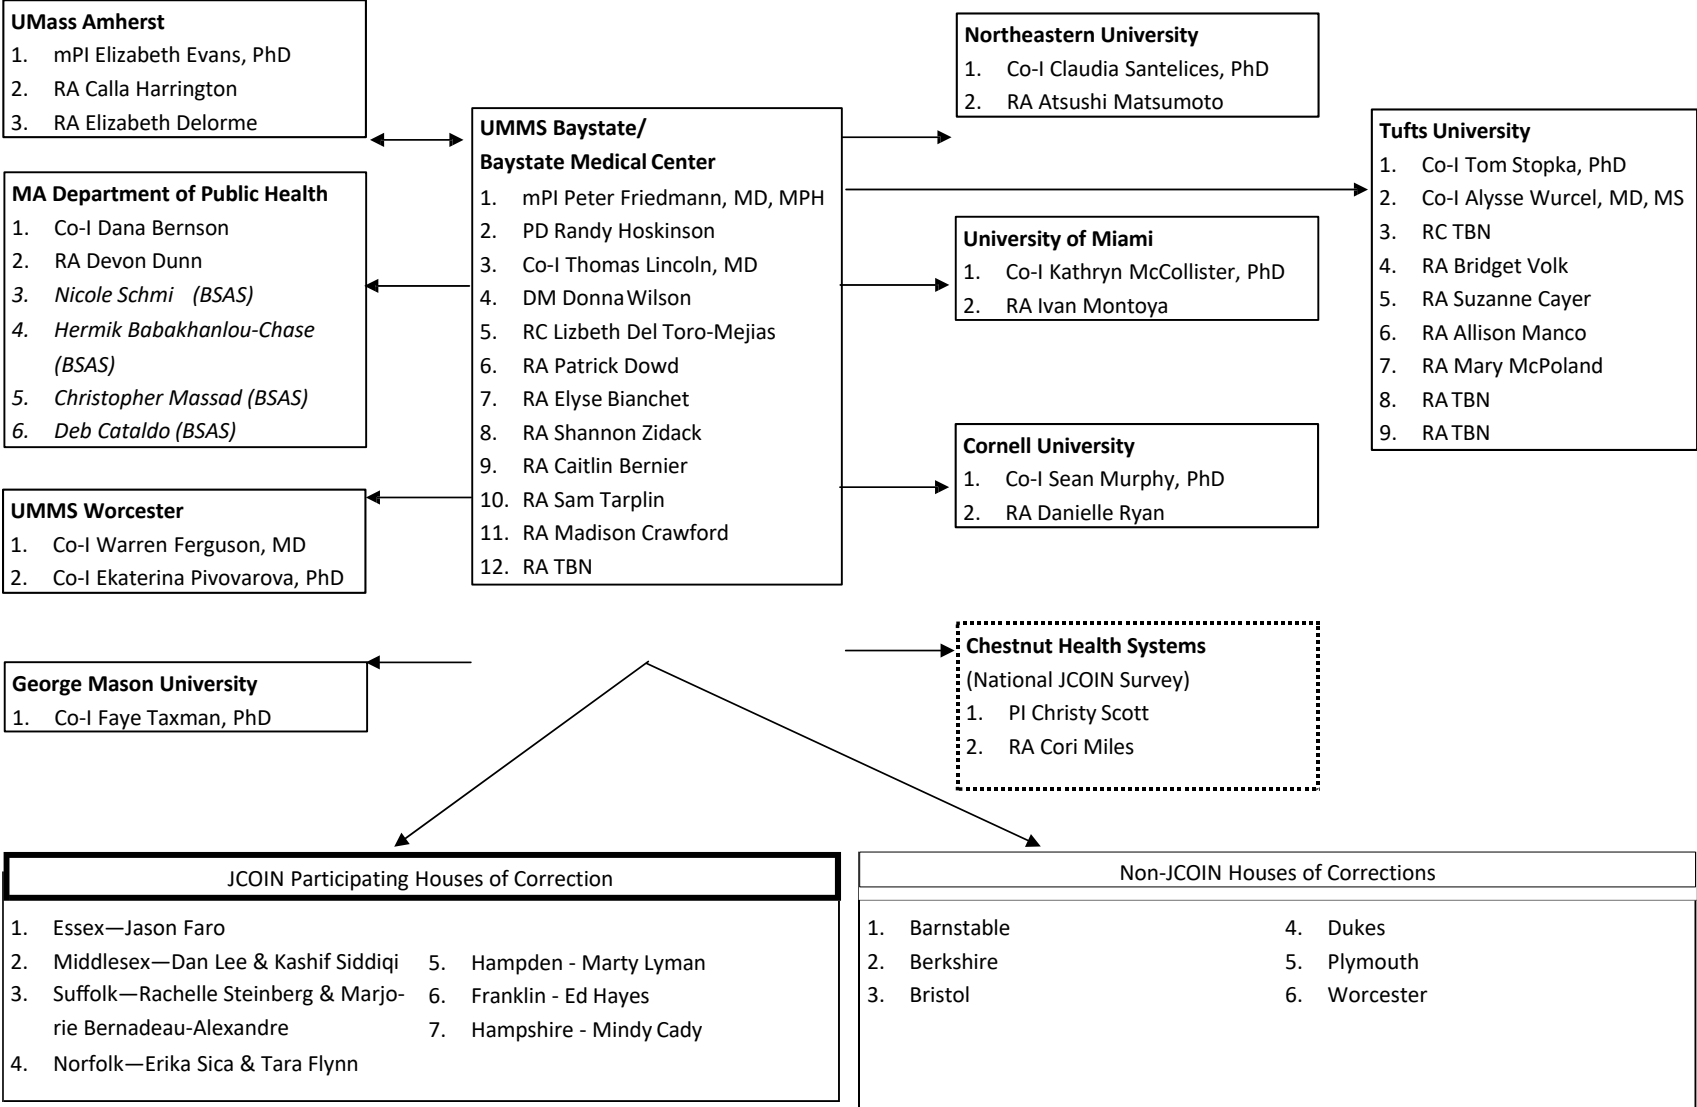 UMass Amherst
1. mPI Elizabeth Evans, PhD
2. RA Calla Harrington
3. RA Elizabeth Delorme
MA Department of Public Health
1. Co-I Dana Bernson
2. RA Devon Dunn
3. Nicole Schmi (BSAS)
4. Hermik Babakhanlou-Chase
(BSAS)
5. Christopher Massad (BSAS)
6. Deb Cataldo (BSAS)
UMMS Worcester
1. Co-I Warren Ferguson, MD
2. Co-I Ekaterina Pivovarova, PhD
George Mason University
1. Co-I Faye Taxman, PhD
UMMS Baystate/
Baystate Medical Center
1. mPI Peter Friedmann, MD, MPH
2. PD Randy Hoskinson
3. Co-I Thomas Lincoln, MD
4. DM Donna Wilson
5. RC Lizbeth Del Toro-Mejias
6. RA Patrick Dowd
7. RA Elyse Bianchet
8. RA Shannon Zidack
9. RA Caitlin Bernier
10. RA Sam Tarplin
11. RA Madison Crawford
12. RA TBN
Northeastern University
1. Co-I Claudia Santelices, PhD
2. RA Atsushi Matsumoto
University of Miami
1. Co-I Kathryn McCollister, PhD
2. RA Ivan Montoya
Cornell University
1. Co-I Sean Murphy, PhD
2. RA Danielle Ryan
Chestnut Health Systems
(National JCOIN Survey)
1. PI Christy Scott
2. RA Cori Miles
Tufts University
1. Co-I Tom Stopka, PhD
2. Co-I Alysse Wurcel, MD, MS
3. RC TBN
4. RA Bridget Volk
5. RA Suzanne Cayer
6. RA Allison Manco
7. RA Mary McPoland
8. RA TBN
9. RA TBN
JCOIN Participating Houses of Correction
1. Essex—Jason Faro
2. Middlesex—Dan Lee & Kashif Siddiqi
3. Suffolk—Rachelle Steinberg & Marjo-
rie Bernadeau-Alexandre
4. Norfolk—Erika Sica & Tara Flynn
5. Hampden - Marty Lyman
6. Franklin - Ed Hayes
7. Hampshire - Mindy Cady
Non-JCOIN Houses of Corrections
1. Barnstable
2. Berkshire
3. Bristol
4. Dukes
5. Plymouth
6. Worcester